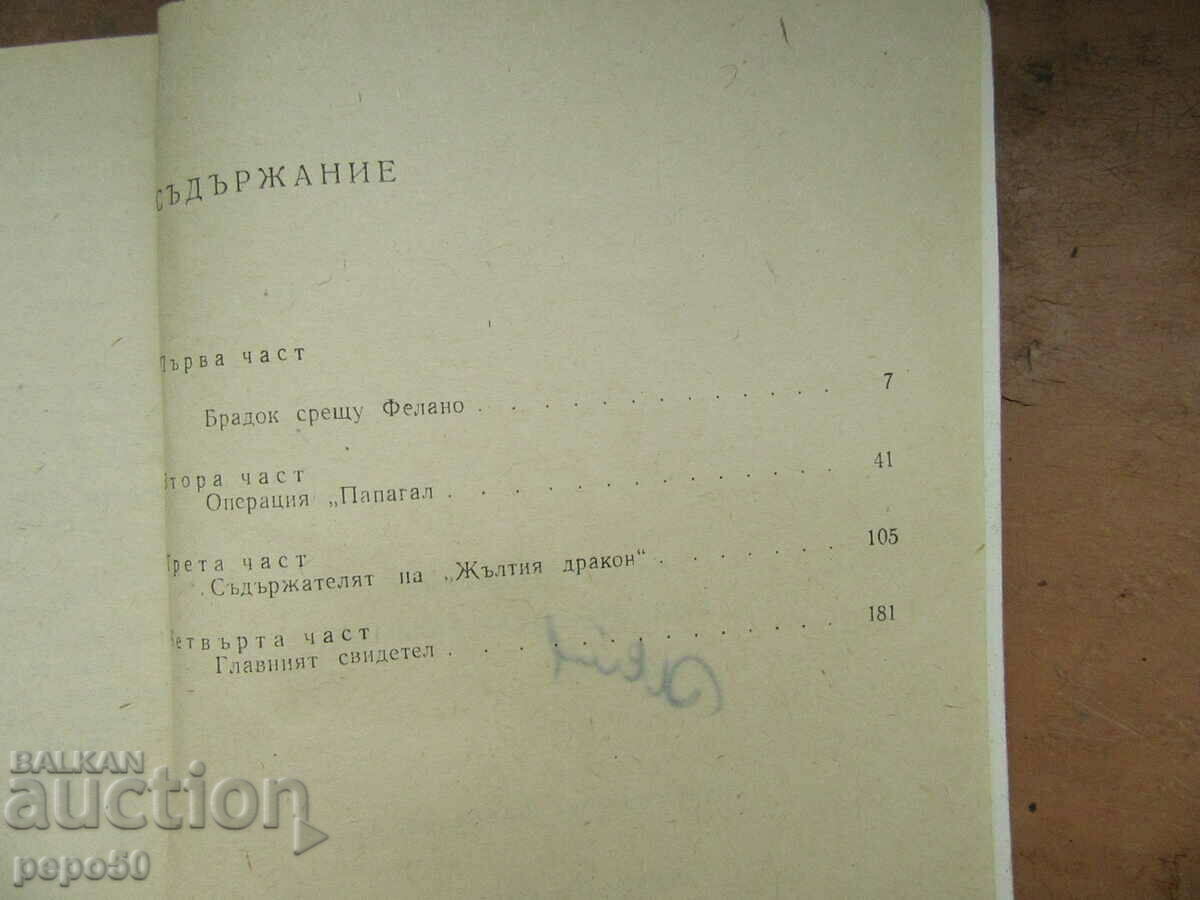 СЪДЪРЖАНИЕ
Първа част
Брадок срещу Фелано . . . . . . . . . . . . . 7
Втора част
Операция „Папагал . . . . . . . . . . . . . 41
Трета част
Съдържателят на „Жълтия дракон“ . . . . . . . 105
Четвърта част
Главният свидетел . . . . . . . . . . . . . 181
BALKAN
auction
pepo50